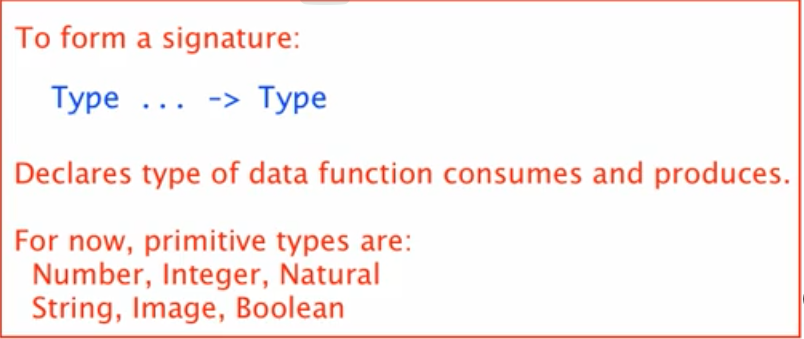 To form a signature:
Type ... -> Type
Declares type of data function consumes and produces.
For now, primitive types are:
Number, Integer, Natural
String, Image, Boolean